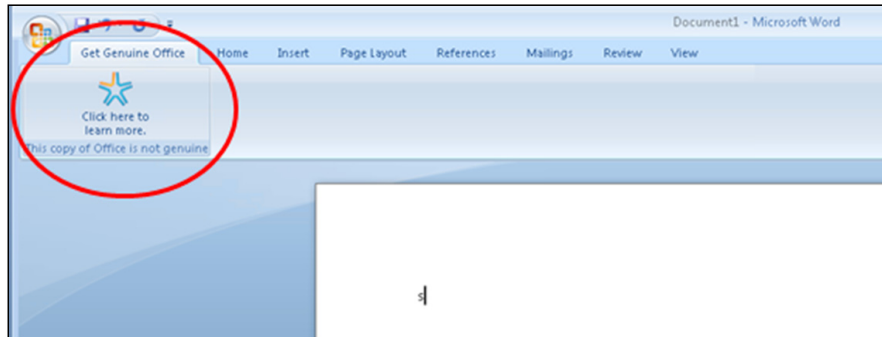 Document1 - Microsoft Word
Get Genuine Office Home Insert Page Layout References Mailings Review View
Click here to
learn more.
This copy of Office is not genuine
s